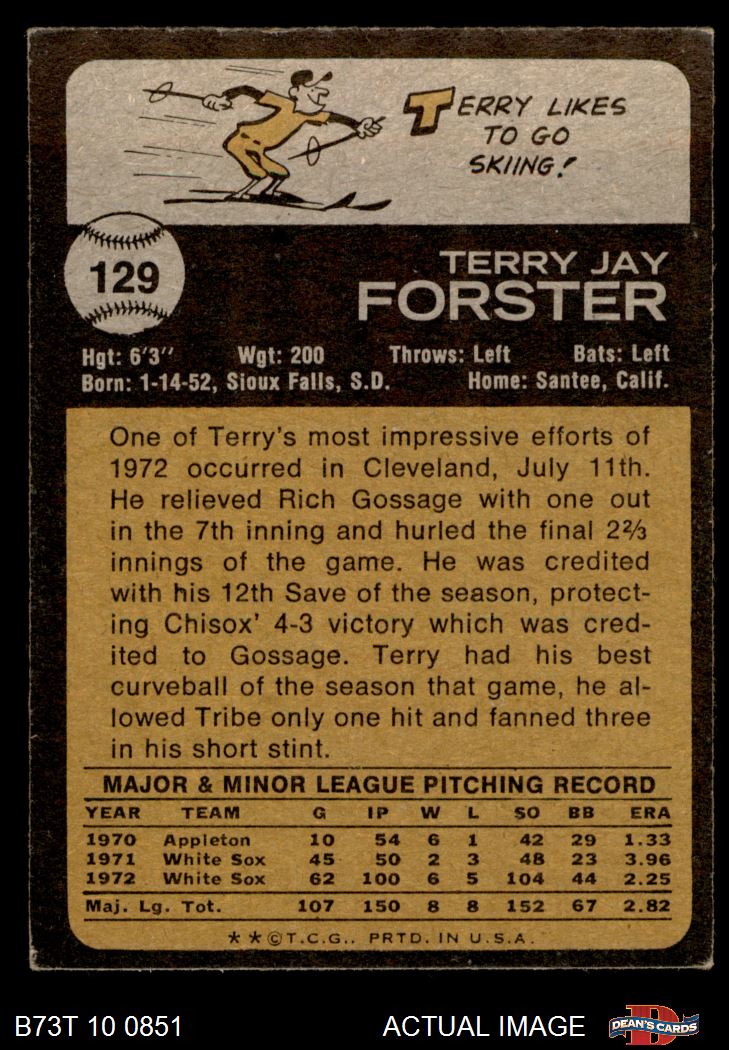 TERRY LIKES
TO GO
SKIING!
129
TERRY JAY
FORSTER
Hgt: 6'3" Wgt: 200 Throws: Left Bats: Left
Born: 1-14-52, Sioux Falls, S.D. Home: Santee, Calif.
One of Terry's most impressive efforts of
1972 occurred in Cleveland, July 11th.
He relieved Rich Gossage with one out
in the 7th inning and hurled the final 2⅔
innings of the game. He was credited
with his 12th Save of the season, protect-
ing Chisox' 4-3 victory which was cred-
ited to Gossage. Terry had his best
curveball of the season that game, he al-
lowed Tribe only one hit and fanned three
in his short stint.
MAJOR & MINOR LEAGUE PITCHING RECORD
YEAR TEAM G IP W L SO BB ERA
1970 Appleton 10 54 6 1 42 29 1.33
1971 White Sox 45 50 2 3 48 23 3.96
1972 White Sox 62 100 6 5 104 44 2.25
Maj. Lg. Tot. 107 150 8 8 152 67 2.82
* * © T.C.G., PRTD. IN U.S.A.
B73T 10 0851 ACTUAL IMAGE D DEAN'S CARDS